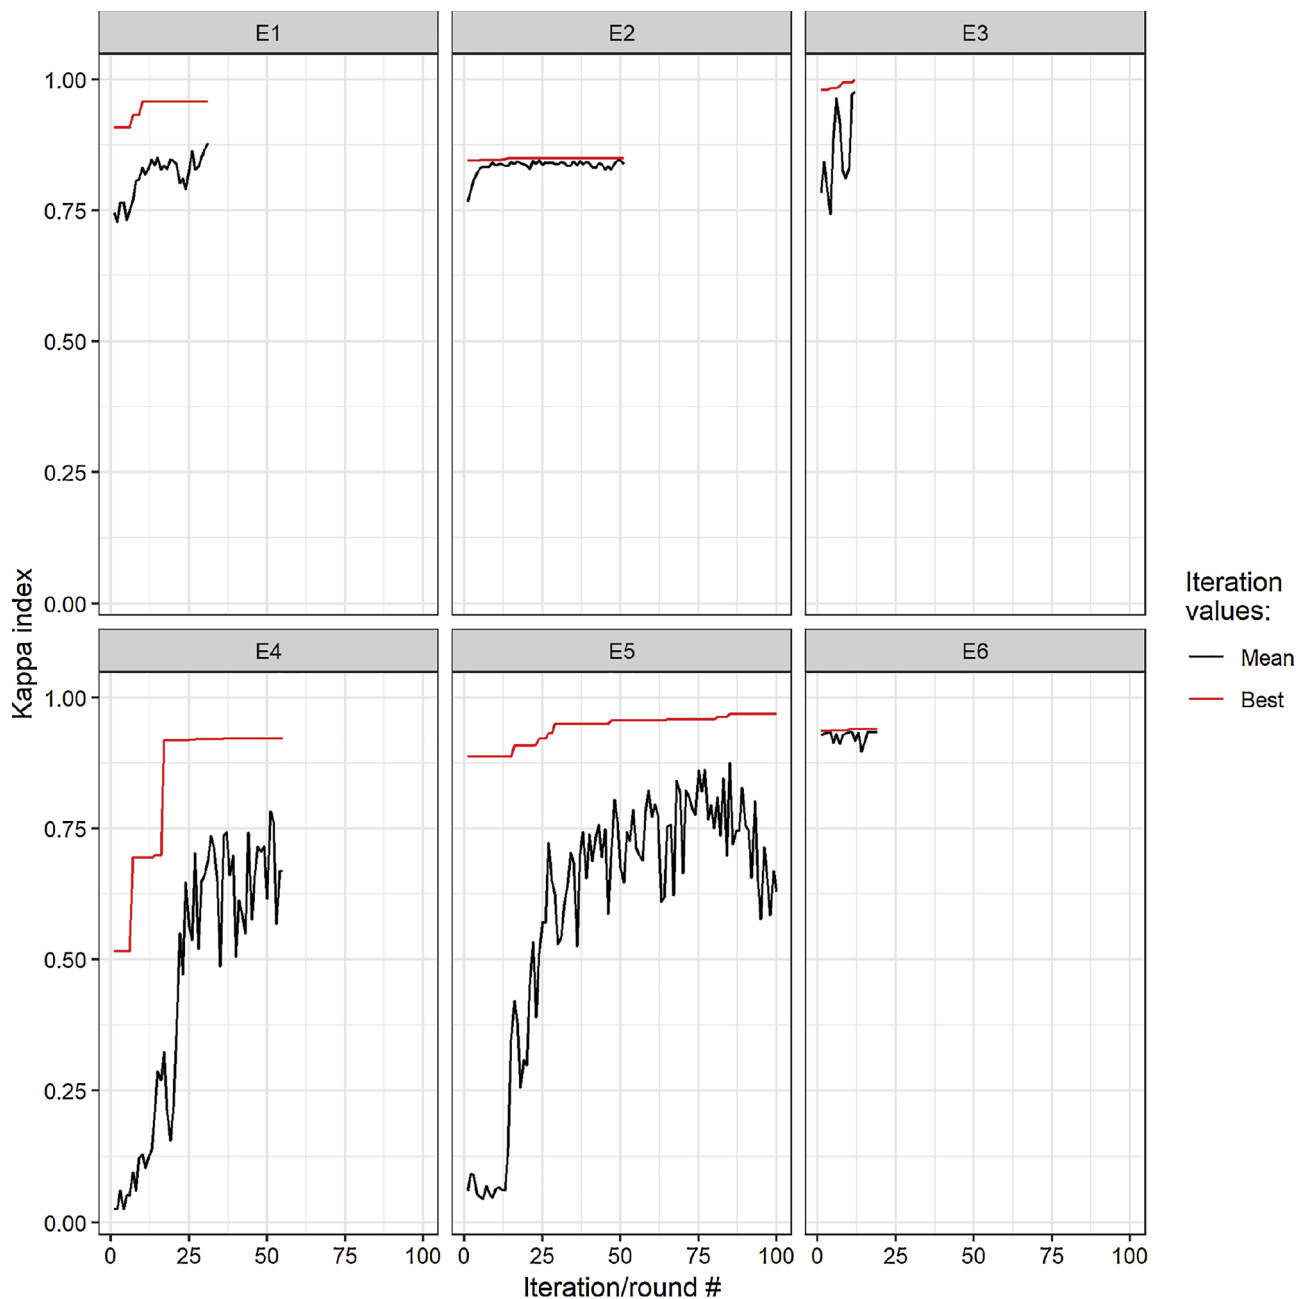 E1 E2 E3
1.00
0.75
0.50
0.25
0.00
E4 E5 E6
1.00
0.75
0.50
0.25
0.00
0 25 50 75 100 0 25 50 75 100 0 25 50 75 100
Iteration/round #
Kappa index
Iteration
values:
Mean
Best